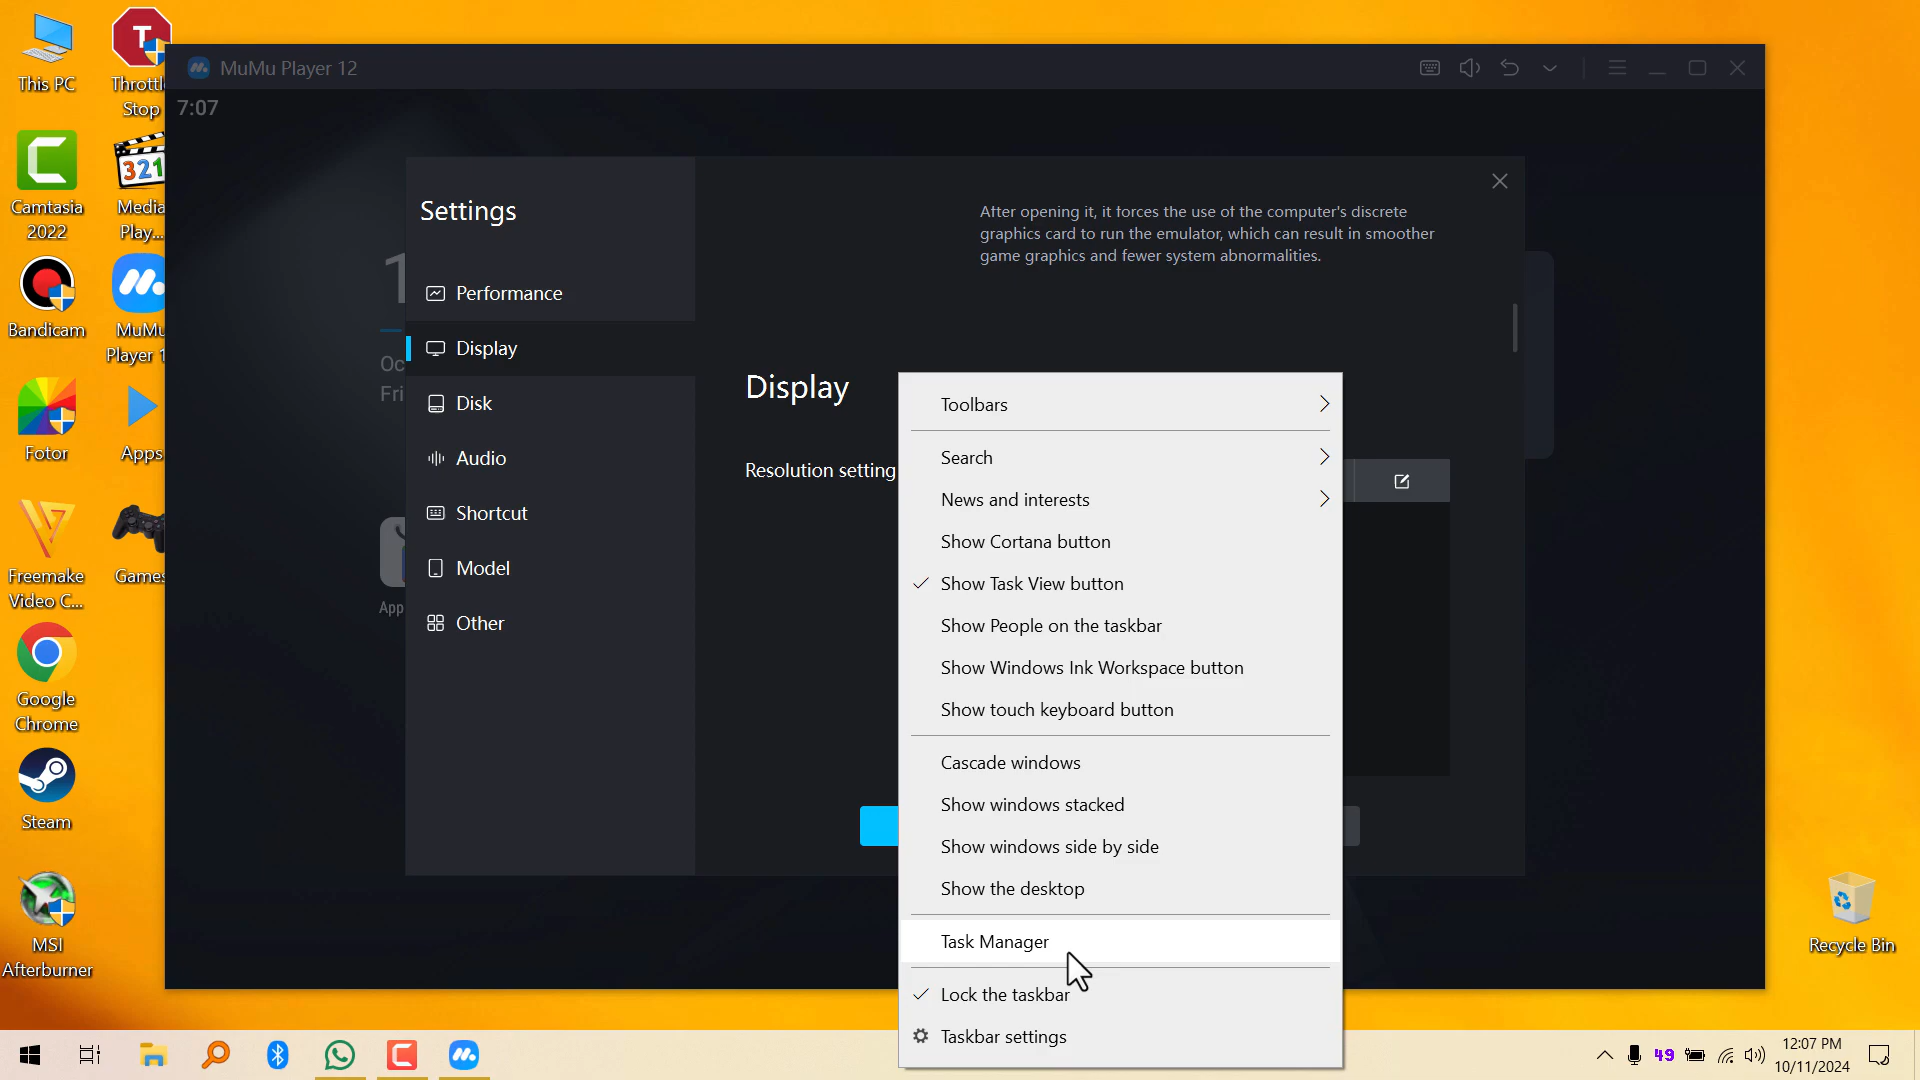 This PC
Throttl
Stop
Camtasia
2022
321
Media
Play...
Bandicam
MuMu
Player 1
Fotor
Apps
Freemake
Video C...
Games
Google
Chrome
Steam
MSI
Afterburner
MuMu Player 12
7:07
1
Oc
Fri
App
Settings
Performance
Display
Disk
Audio
Shortcut
Model
Other
After opening it, it forces the use of the computer's discrete
graphics card to run the emulator, which can result in smoother
game graphics and fewer system abnormalities.
Display
Resolution setting
Toolbars
Search
News and interests
Show Cortana button
Show Task View button
Show People on the taskbar
Show Windows Ink Workspace button
Show touch keyboard button
Cascade windows
Show windows stacked
Show windows side by side
Show the desktop
Task Manager
Lock the taskbar
Taskbar settings
Recycle Bin
49
12:07 PM
10/11/2024